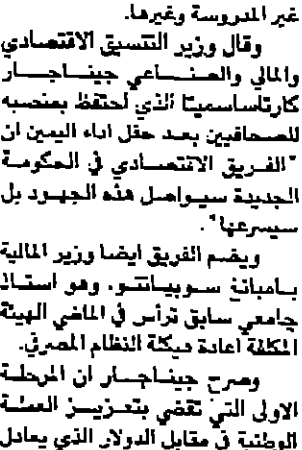 غير المدروسة وغيرها.
وقال وزير التنسيق الاقتصادي
والمالي والصناعي جينانجار
كارتاساسميتا الذي احتفظ بمنصبه
للصحافيين بعد حفل اداء اليمين ان
"الفريق الاقتصادي في الحكومة
الجديدة سيواصل هذه الجهود بل
سيسرعها".
ويضم الفريق ايضا وزير المالية
بامبانغ سوبيانتو، وهو استاذ
جامعي سابق ترأس في الماضي الهيئة
المكلفة اعادة هيكلة النظام المصرفي.
وصرح جيناجار ان المرحلة
الاولى التي تقضي بتعزيز العملة
الوطنية في مقابل الدولار الذي يعادل